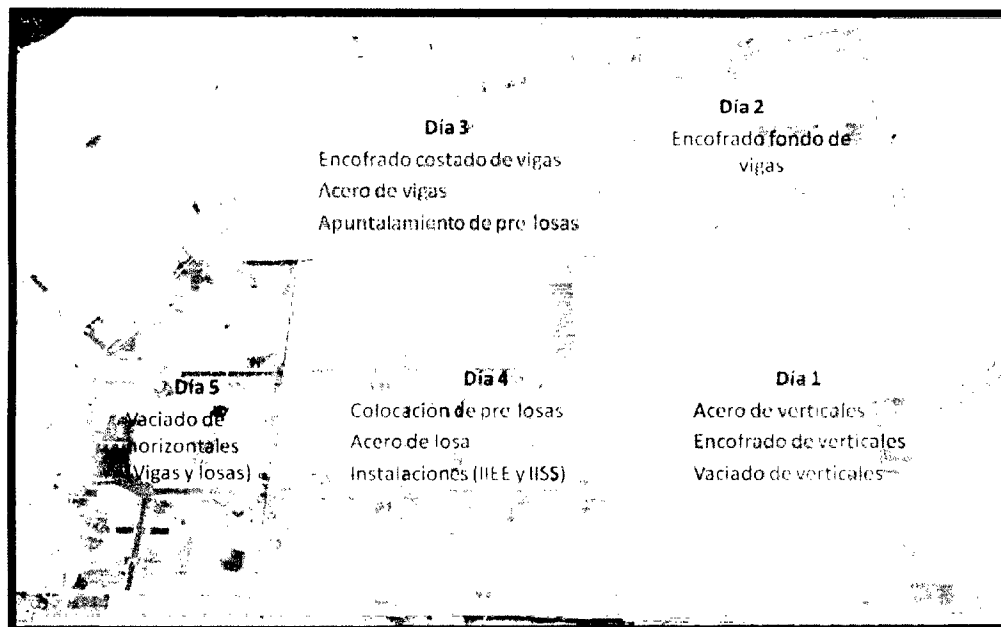 Día 3
Encofrado costado de vigas
Acero de vigas
Apuntalamiento de pre losas
Día 2
Encofrado fondo de
vigas
Día 5
Vaciado de
horizontales
(Vigas y losas)
Día 4
Colocación de pre losas
Acero de losa
Instalaciones (IIEE y IISS)
Día 1
Acero de verticales
Encofrado de verticales
Vaciado de verticales